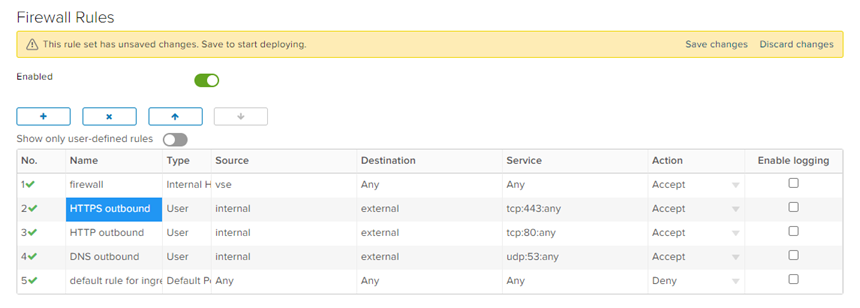 Firewall Rules
This rule set has unsaved changes. Save to start deploying. Save changes Discard changes
Enabled
Show only user-defined rules
No. Name Type Source Destination Service Action Enable logging
1 firewall Internal H vse Any Any Accept
2 HTTPS outbound User internal external tcp:443:any Accept
3 HTTP outbound User internal external tcp:80:any Accept
4 DNS outbound User internal external udp:53:any Accept
5 default rule for ingre Default Po Any Any Any Deny